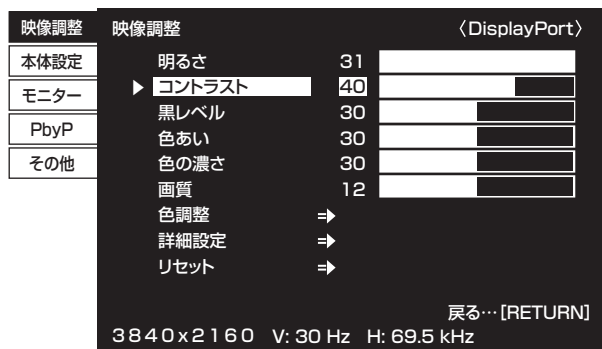 映像調整
本体設定
モニター
PbyP
その他
映像調整 〈DisplayPort〉
明るさ 31
コントラスト 40
黒レベル 30
色あい 30
色の濃さ 30
画質 12
色調整
詳細設定
リセット
戻る…[RETURN]
3840x2160 V: 30 Hz H: 69.5 kHz